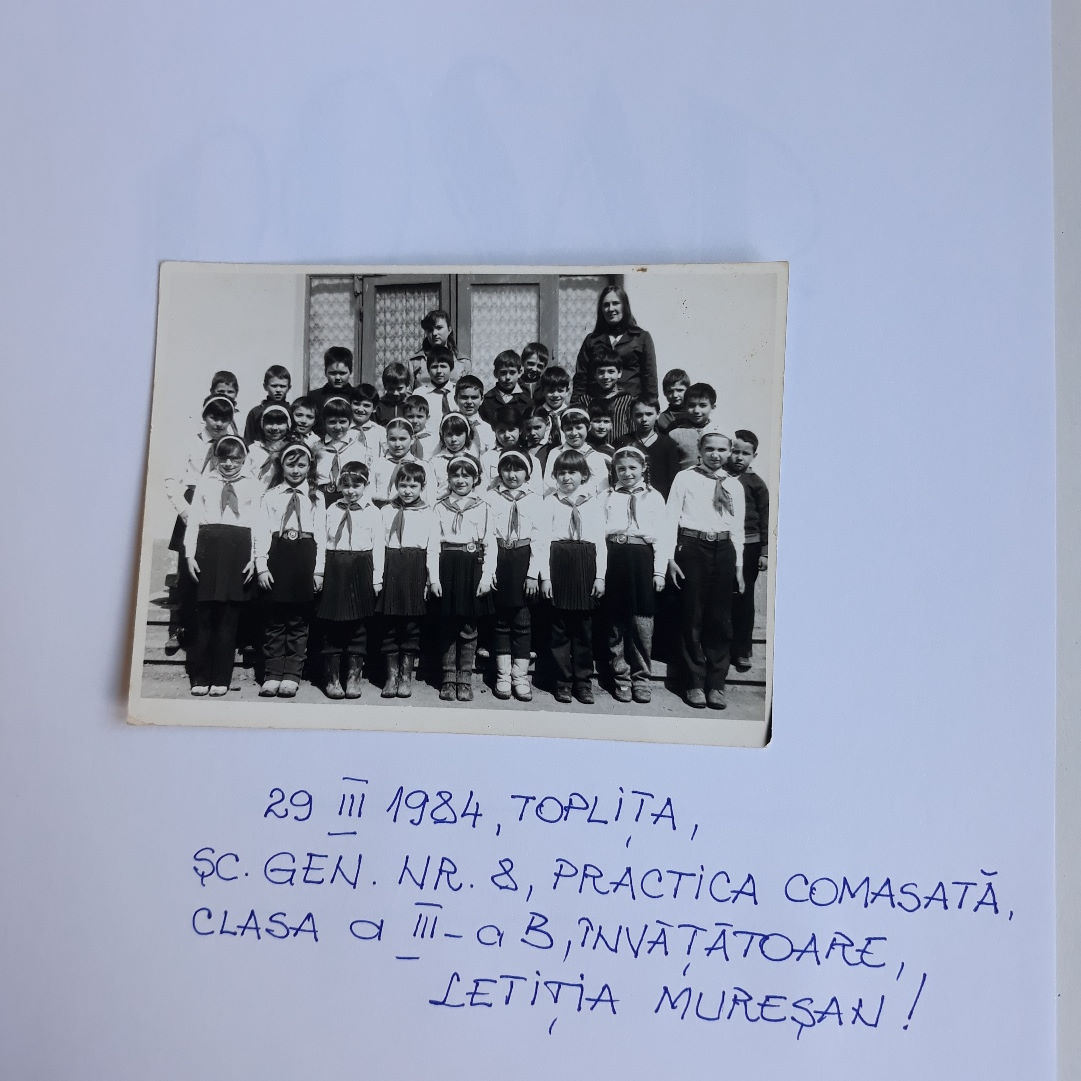 29 III 1984, TOPLIȚA,
ȘC. GEN. NR. 8, PRACTICA COMASATĂ,
CLASA a III-a B, ÎNVĂȚĂTOARE,
LETIȚIA MUREȘAN!